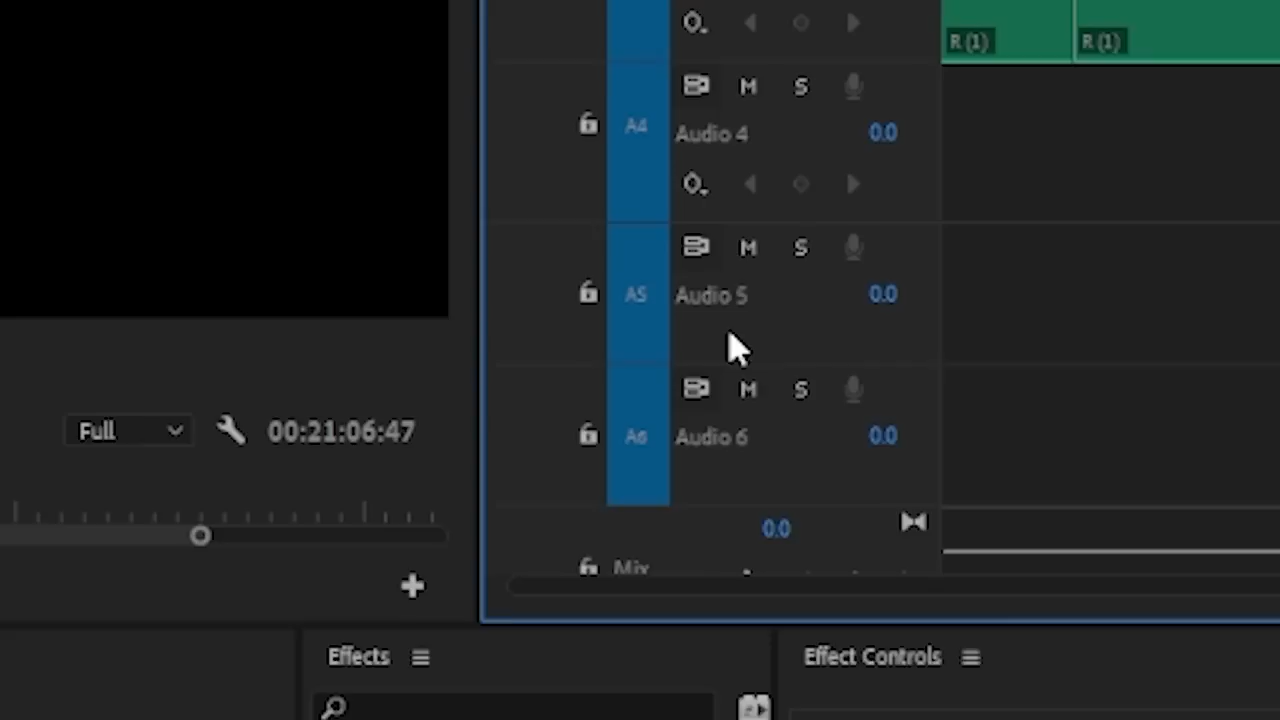 R (1) R (1)
M S
A4 Audio 4 0.0
M S
A5 Audio 5 0.0
M S
A6 Audio 6 0.0
Full 00:21:06:47
0.0
Mix
Effects
Effect Controls